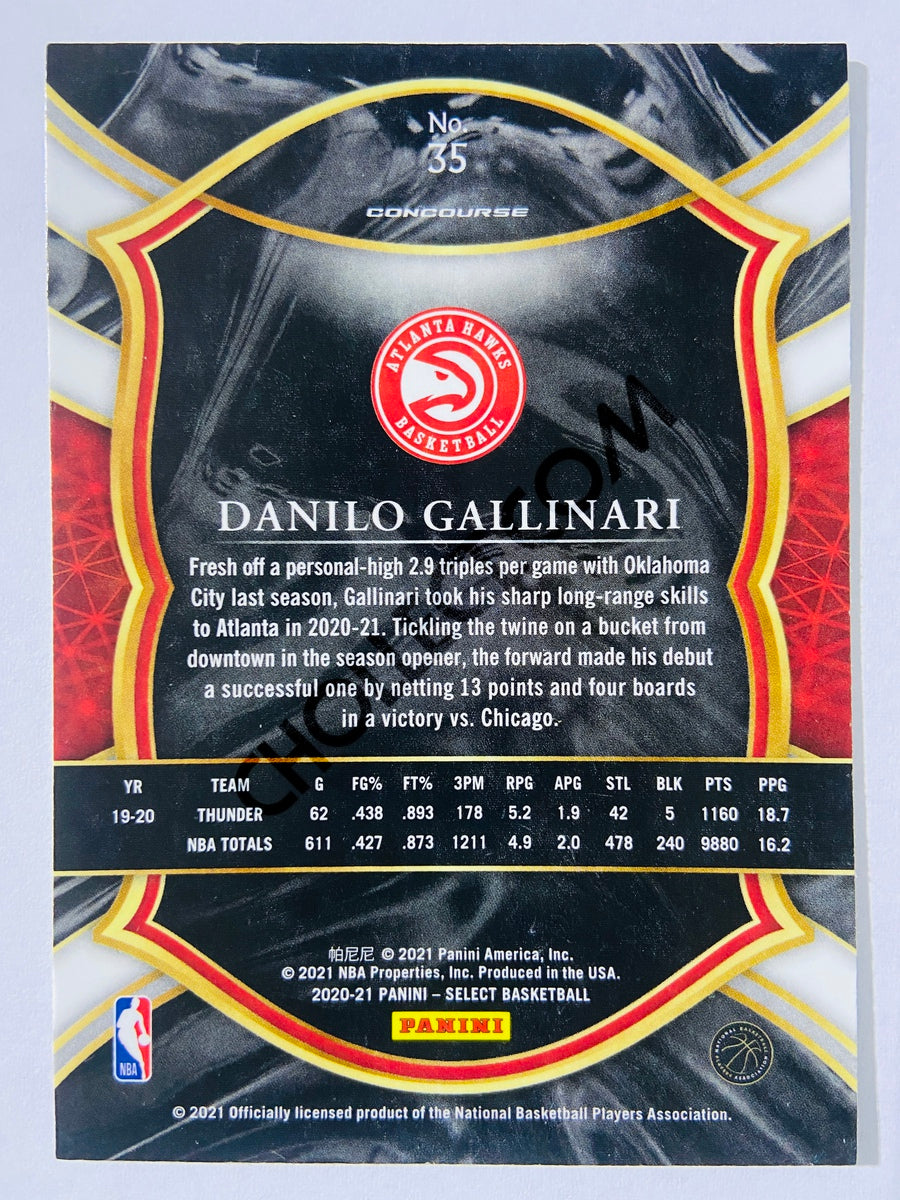 No.
35
CONCOURSE
ATLANTA HAWKS
BASKETBALL
DANILO GALLINARI
Fresh off a personal-high 2.9 triples per game with Oklahoma
City last season, Gallinari took his sharp long-range skills
to Atlanta in 2020-21. Tickling the twine on a bucket from
downtown in the season opener, the forward made his debut
a successful one by netting 13 points and four boards
in a victory vs. Chicago.
YR TEAM G FG% FT% 3PM RPG APG STL BLK PTS PPG
19-20 THUNDER 62 .438 .893 178 5.2 1.9 42 5 1160 18.7
NBA TOTALS 611 .427 .873 1211 4.9 2.0 478 240 9880 16.2
帕尼尼 © 2021 Panini America, Inc.
© 2021 NBA Properties, Inc. Produced in the USA.
2020-21 PANINI – SELECT BASKETBALL
PANINI
NBA
NATIONAL BASKETBALL
PLAYERS ASSOCIATION
© 2021 Officially licensed product of the National Basketball Players Association.